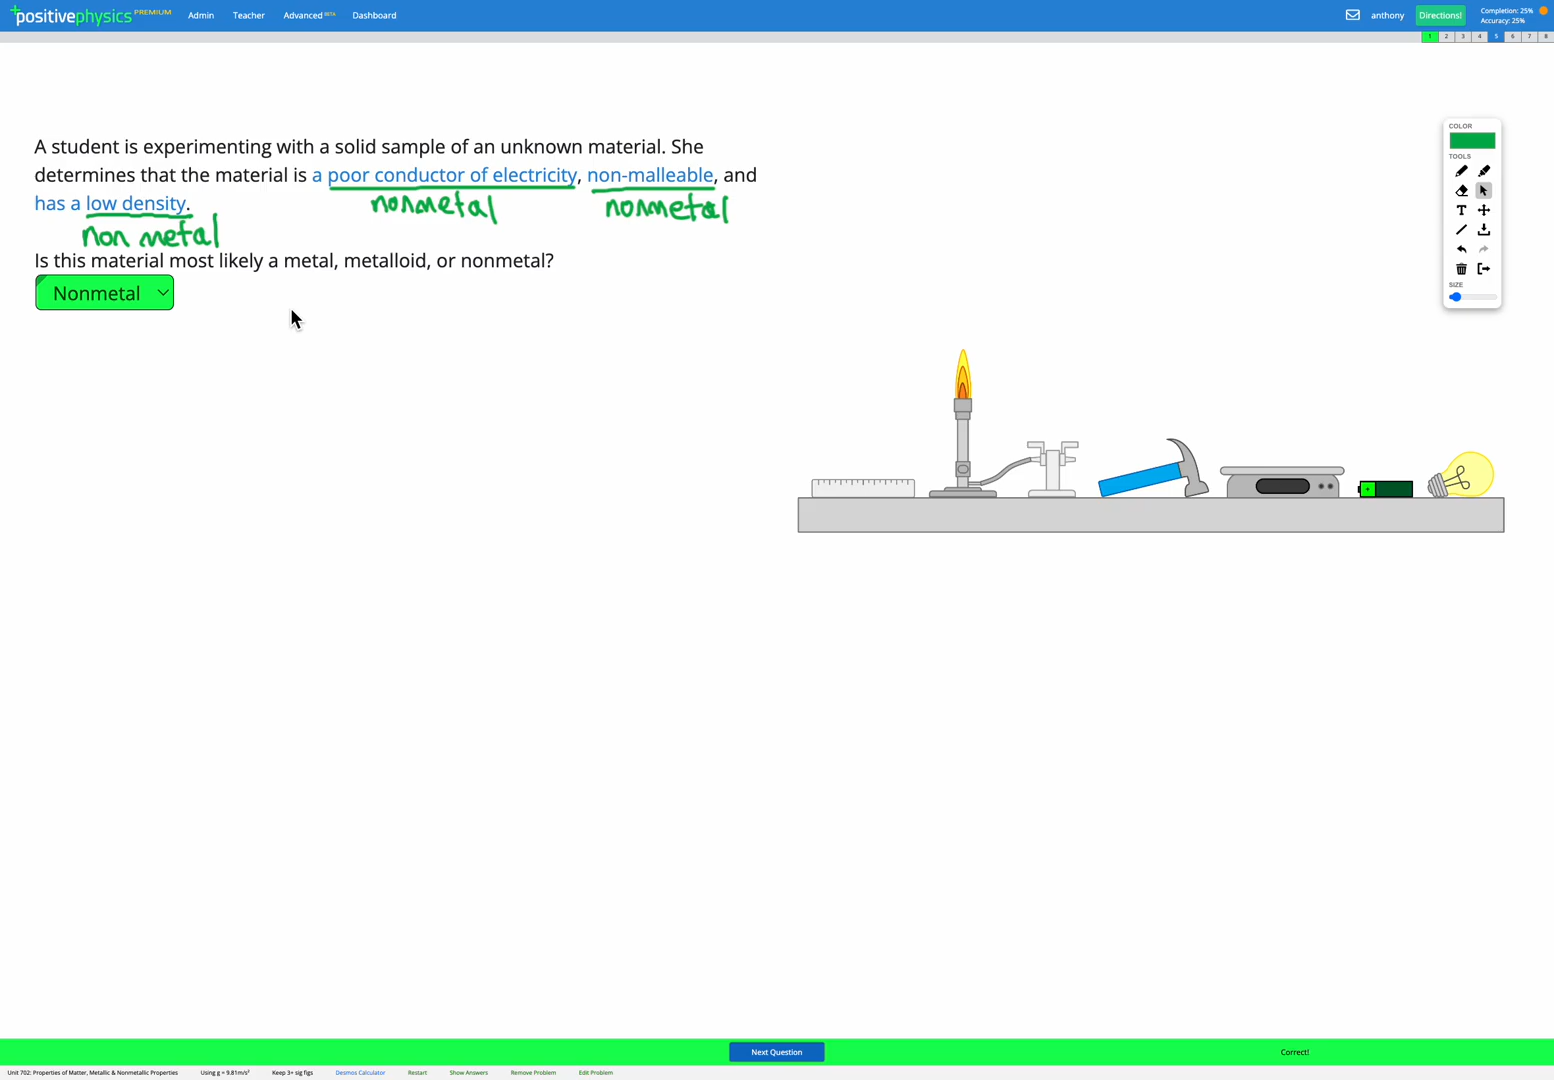 positivephysics PREMIUM Admin Teacher Advanced BETA Dashboard anthony Directions! Completion: 25%
Accuracy: 25%
1 2 3 4 5 6 7 8
A student is experimenting with a solid sample of an unknown material. She
determines that the material is a poor conductor of electricity, non-malleable, and
has a low density.
nonmetal nonmetal
non metal
Is this material most likely a metal, metalloid, or nonmetal?
Nonmetal
COLOR
TOOLS
T
SIZE
+
Next Question Correct!
Unit 702: Properties of Matter, Metallic & Nonmetallic Properties Using g = 9.81m/s² Keep 3+ sig figs Desmos Calculator Restart Show Answers Remove Problem Edit Problem